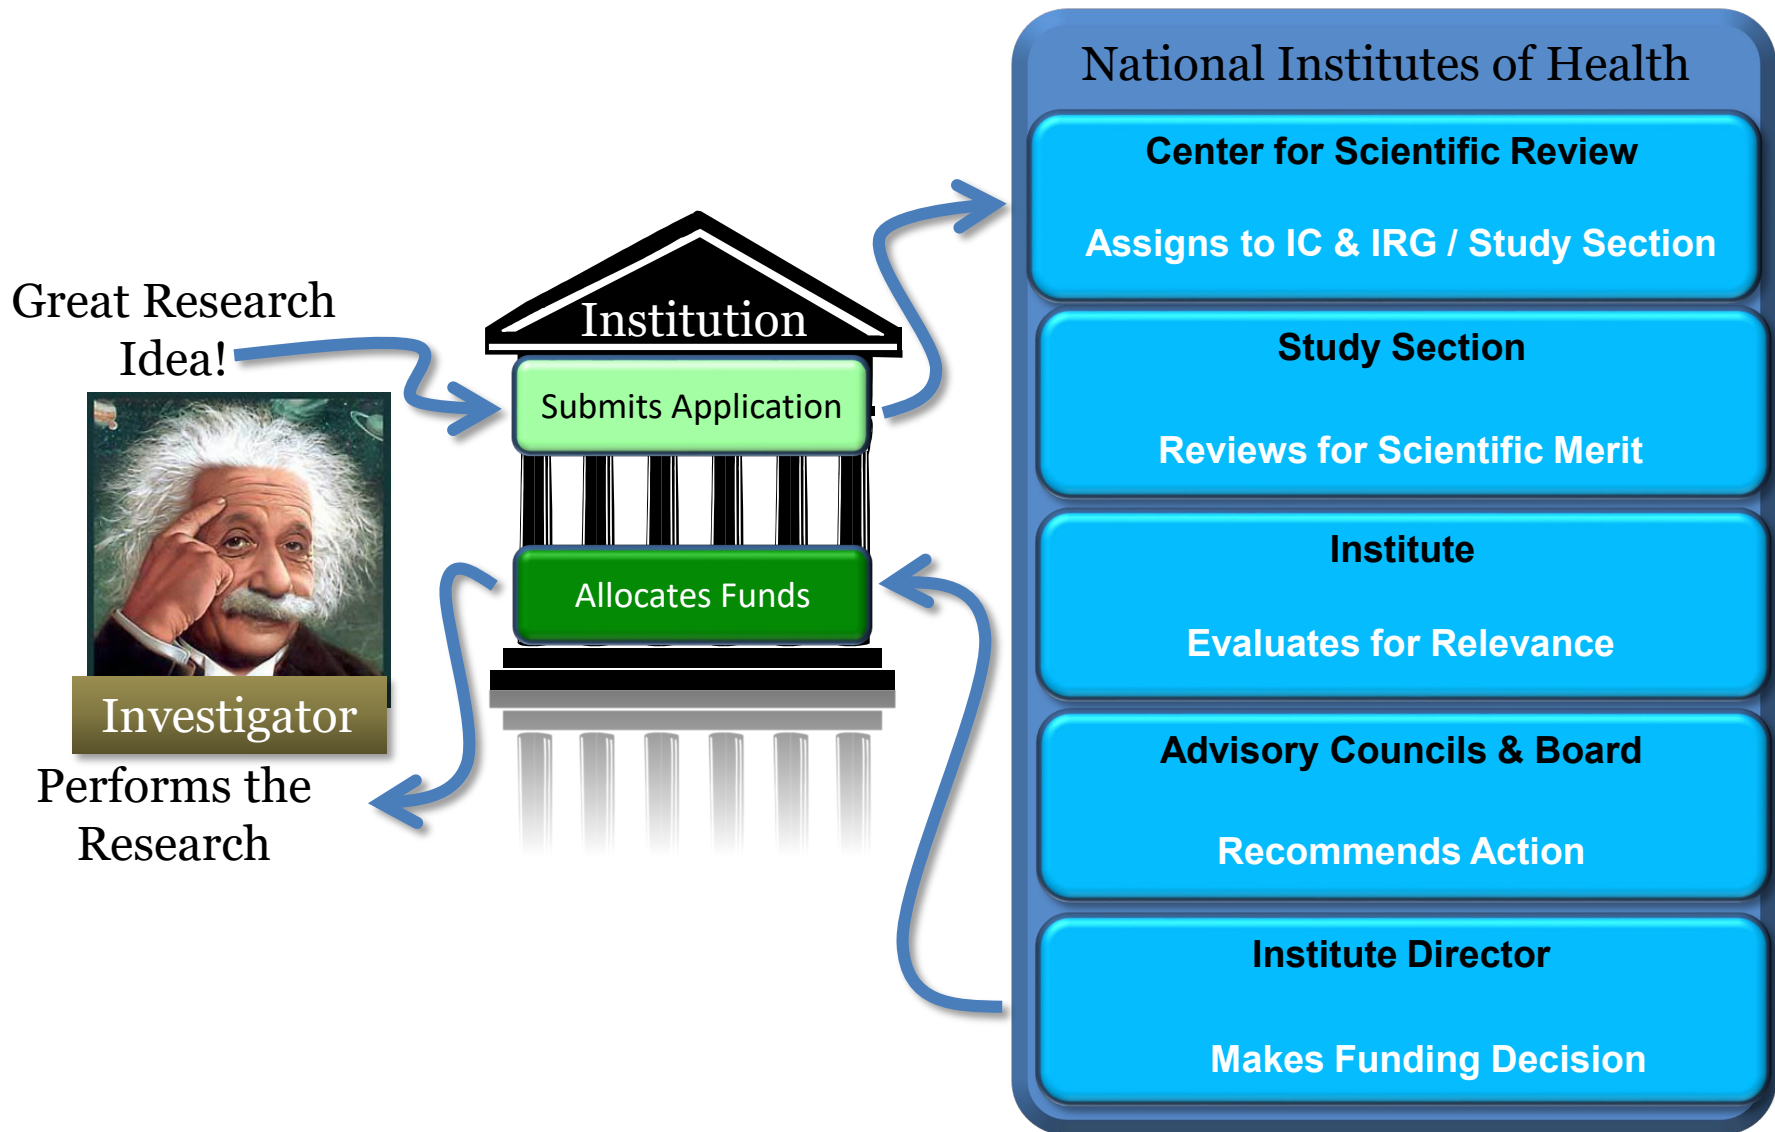 Great Research
Idea!
Investigator
Performs the
Research
Institution
Submits Application
Allocates Funds
National Institutes of Health
Center for Scientific Review
Assigns to IC & IRG / Study Section
Study Section
Reviews for Scientific Merit
Institute
Evaluates for Relevance
Advisory Councils & Board
Recommends Action
Institute Director
Makes Funding Decision